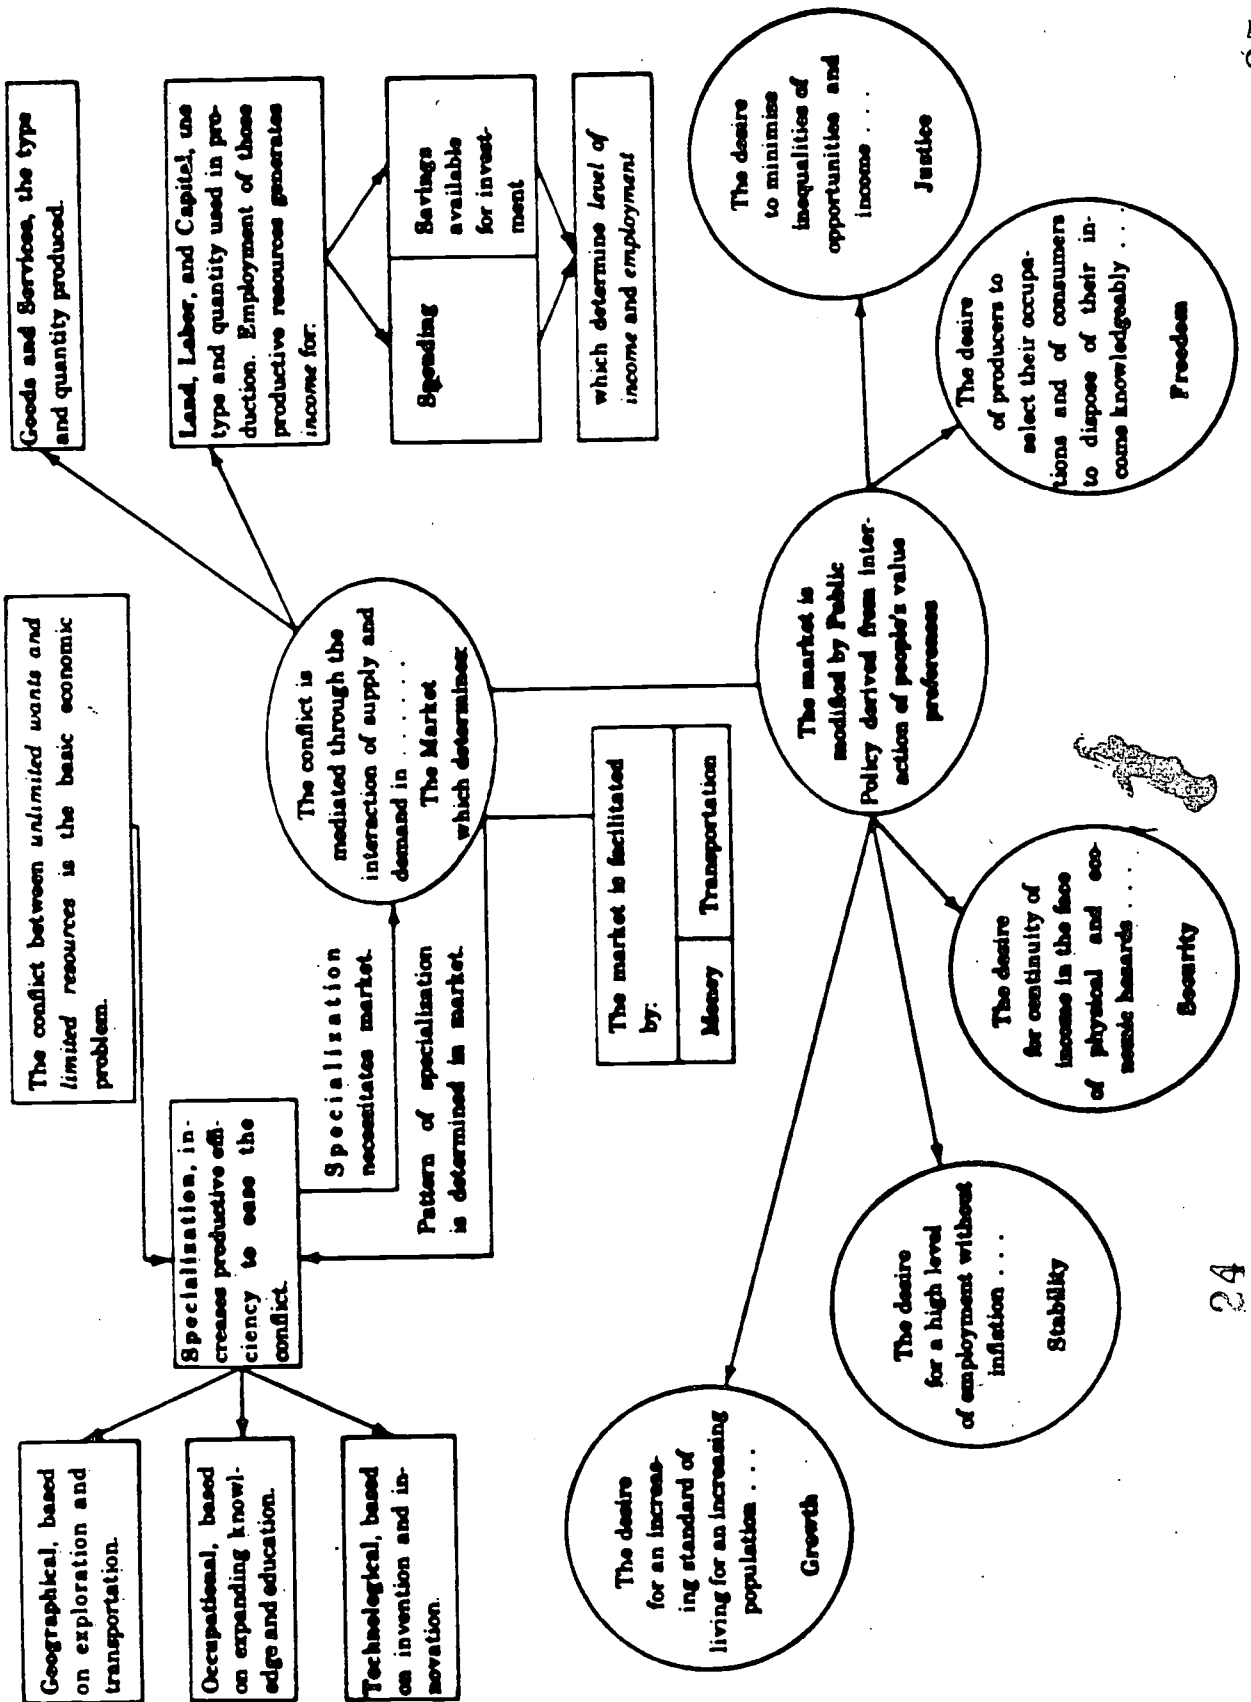 The conflict between unlimited wants and
limited resources is the basic economic
problem.
Geographical, based
on exploration and
transportation.
Occupational, based
on expanding knowl-
edge and education.
Technological, based
on invention and in-
novation.
Specialization, in-
creases productive effi-
ciency to ease the
conflict.
Specialization
necessitates market.
Pattern of specialization
is determined in market.
The conflict is
mediated through the
interaction of supply and
demand in . . . . . . .
The Market
which determines:
Goods and Services, the type
and quantity produced.
Land, Labor, and Capital, the
type and quantity used in pro-
duction. Employment of those
productive resources generates
income for:
Spending
Savings
available
for invest-
ment
which determine level of
income and employment
The market is facilitated
by:
Money
Transportation
The market is
modified by Public
Policy derived from inter-
action of people's value
preferences
The desire
for an increas-
ing standard of
living for an increasing
population . . . .
Growth
The desire
for a high level
of employment without
inflation . . . .
Stability
The desire
for continuity of
income in the face
of physical and eco-
nomic hazards . . . .
Security
The desire
of producers to
select their occupa-
tions and of consumers
to dispose of their in-
come knowledgeably . . .
Freedom
The desire
to minimize
inequalities of
opportunities and
income . . . .
Justice
24